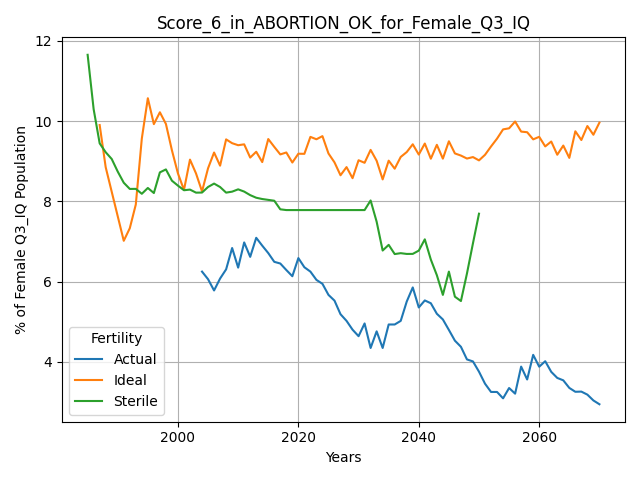 Score_6_in_ABORTION_OK_for_Female_Q3_IQ
% of Female Q3_IQ Population
12
10
8
6
4
Fertility
Actual
Ideal
Sterile
2000 2020 2040 2060
Years